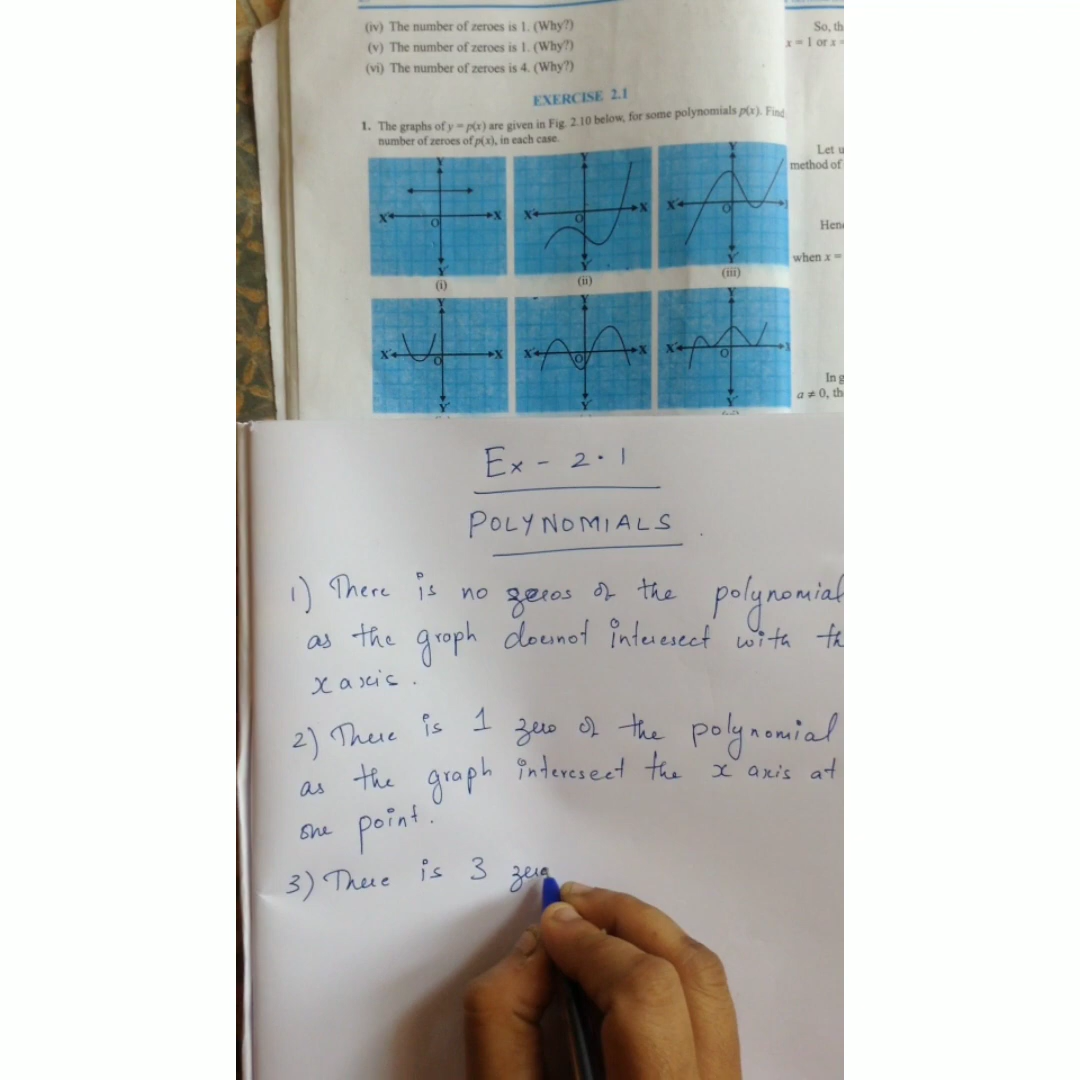 (iv) The number of zeroes is 1. (Why?)
(v) The number of zeroes is 1. (Why?)
(vi) The number of zeroes is 4. (Why?)
EXERCISE 2.1
1. The graphs of y = p(x) are given in Fig. 2.10 below, for some polynomials p(x). Find
number of zeroes of p(x), in each case.
Y Y Y
X' O X X' O X X' O
Y' Y' Y'
(i) (ii) (iii)
Y Y Y
X' O X X' O X X' O X
Y' Y' Y'
So, th
x = 1 or x =
Let u
method of
Hen
when x =
In g
a ≠ 0, th
Ex - 2.1
POLYNOMIALS
1) There is no zeros of the polynomial
as the graph doesnot interesect with th
x axis.
2) There is 1 zero of the polynomial
as the graph interesect the x axis at
one point.
3) There is 3 zero